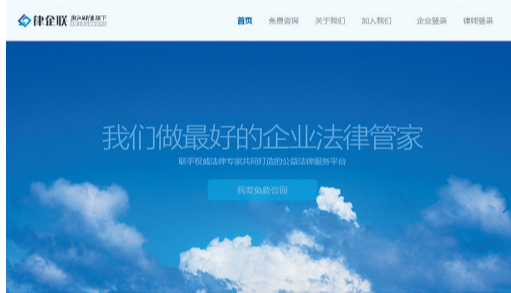 律企联
首页 免费咨询 关于我们 加入我们 企业登录 律师登录
我们做最好的企业法律管家
联手权威法律专家共同打造的公益法律服务平台
我要免费咨询